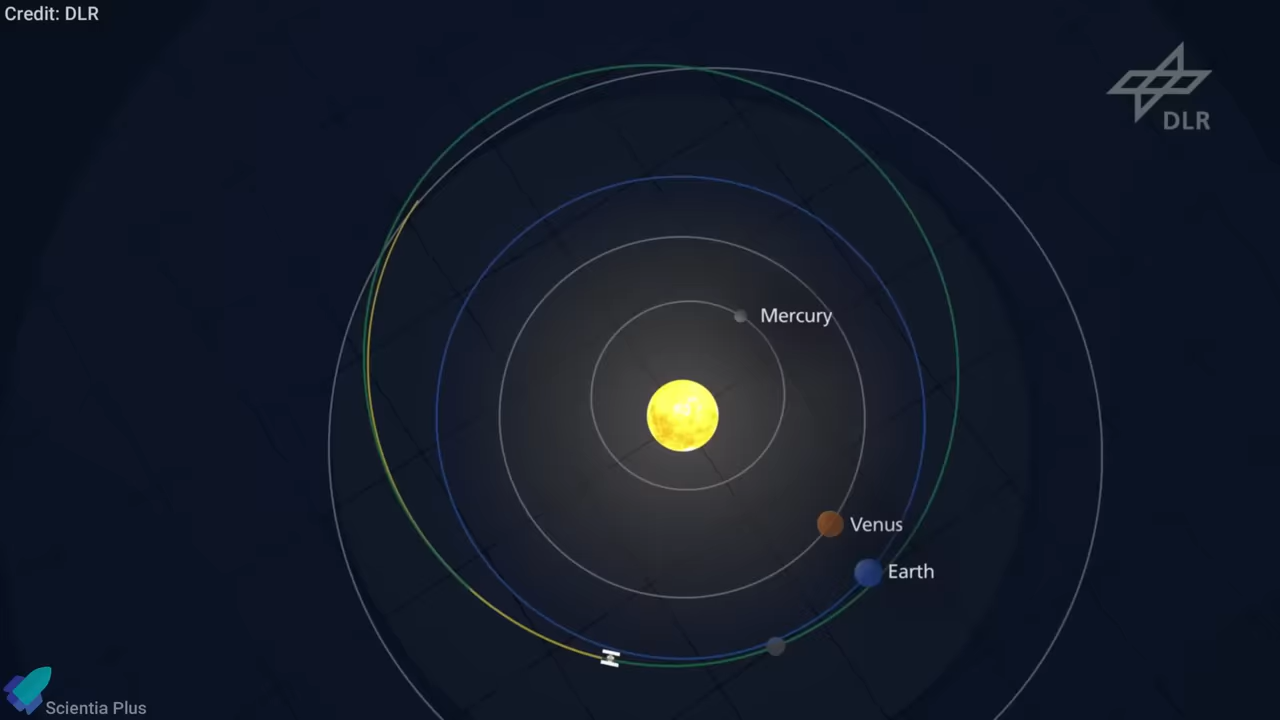 Credit: DLR
DLR
Mercury
Venus
Earth
Scientia Plus